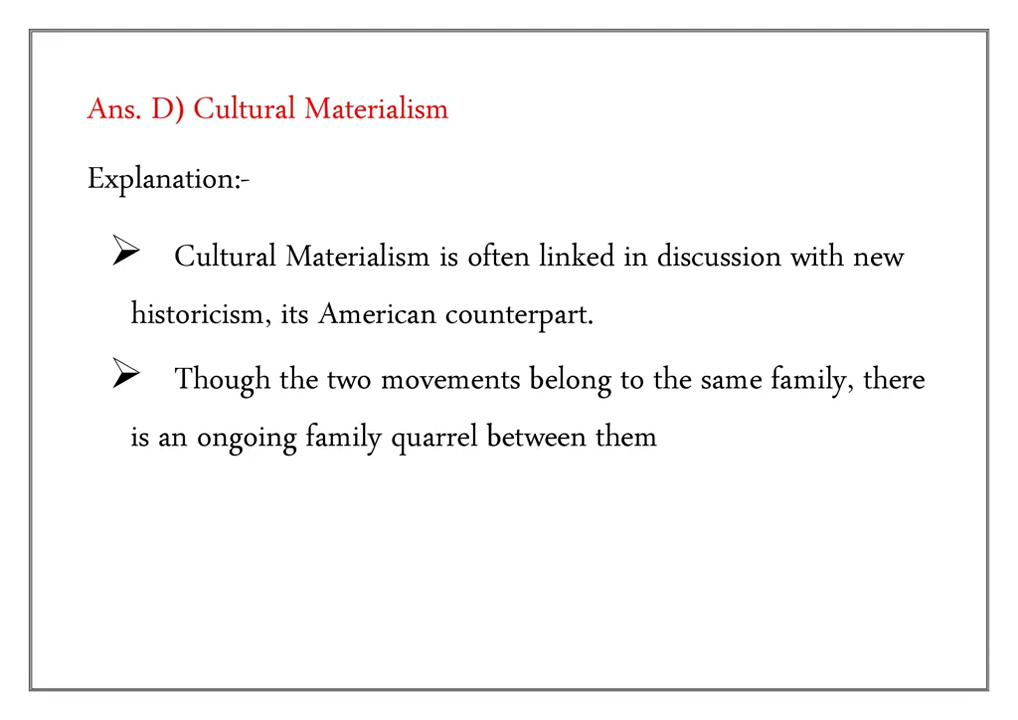 Ans. D) Cultural Materialism
Explanation:-
➢ Cultural Materialism is often linked in discussion with new
historicism, its American counterpart.
➢ Though the two movements belong to the same family, there
is an ongoing family quarrel between them